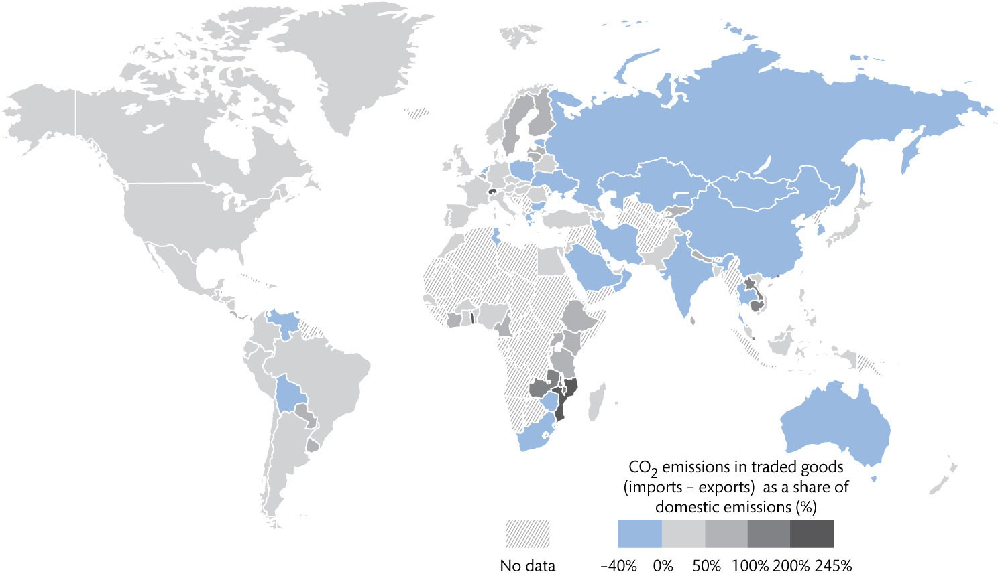 CO₂ emissions in traded goods
(imports – exports) as a share of
domestic emissions (%)
No data
–40% 0% 50% 100% 200% 245%